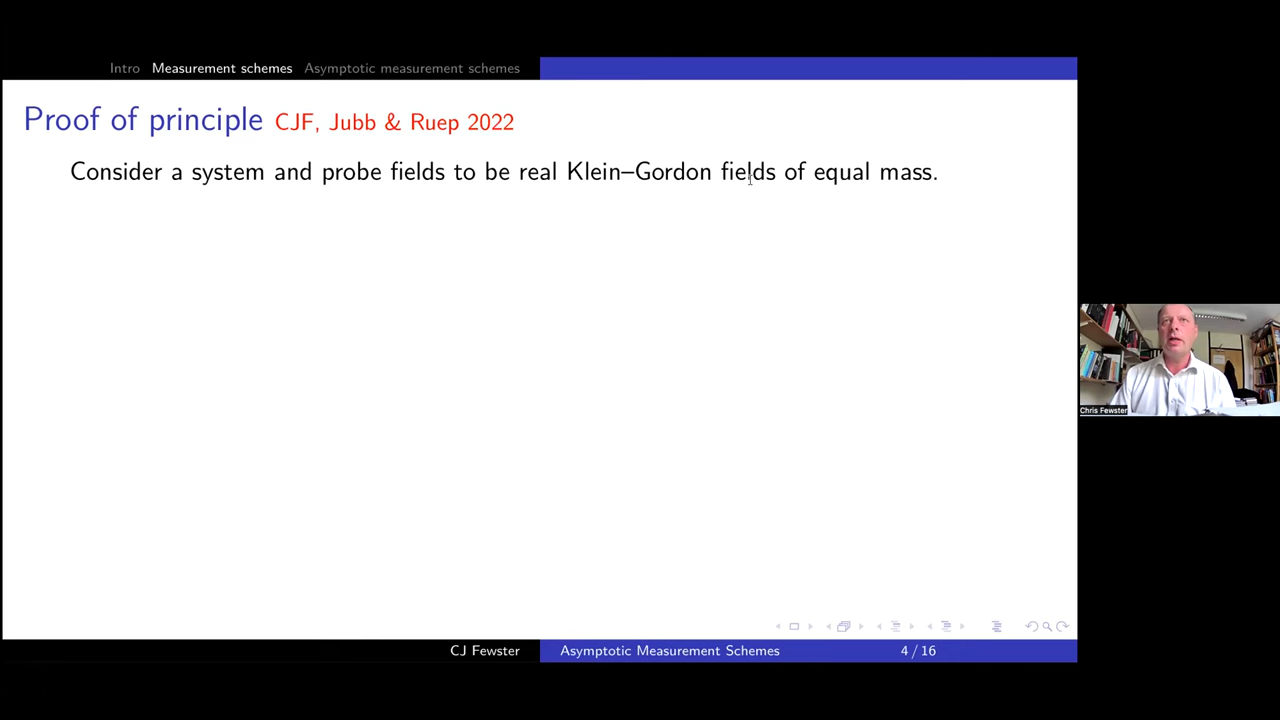 Intro Measurement schemes Asymptotic measurement schemes
Proof of principle CJF, Jubb & Ruep 2022
Consider a system and probe fields to be real Klein–Gordon fields of equal mass.
Chris Fewster
CJ Fewster Asymptotic Measurement Schemes 4 / 16